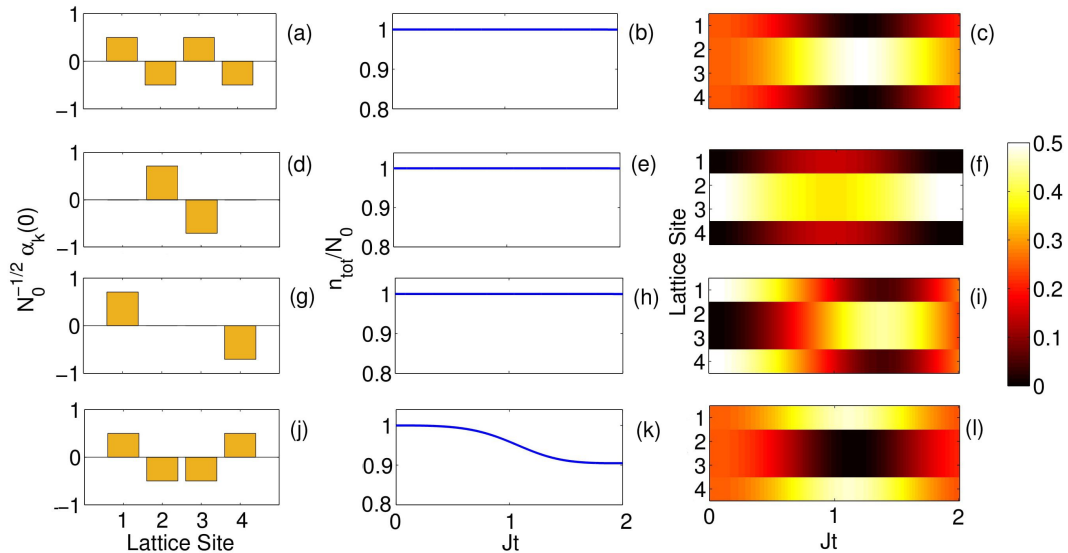 1
0
−1
(a)
1
0.9
0.8
(b)
1
2
3
4
(c)
1
0
−1
(d)
1
0.9
0.8
(e)
1
2
3
4
(f)
1
0
−1
(g)
1
0.9
0.8
(h)
1
2
3
4
(i)
1
0
−1
(j)
1 2 3 4
Lattice Site
1
0.9
0.8
(k)
0 1 2
Jt
1
2
3
4
(l)
0 1 2
Jt
N₀^−1/2 α_k(0)
n_tot/N₀
Lattice Site
0.5
0.4
0.3
0.2
0.1
0